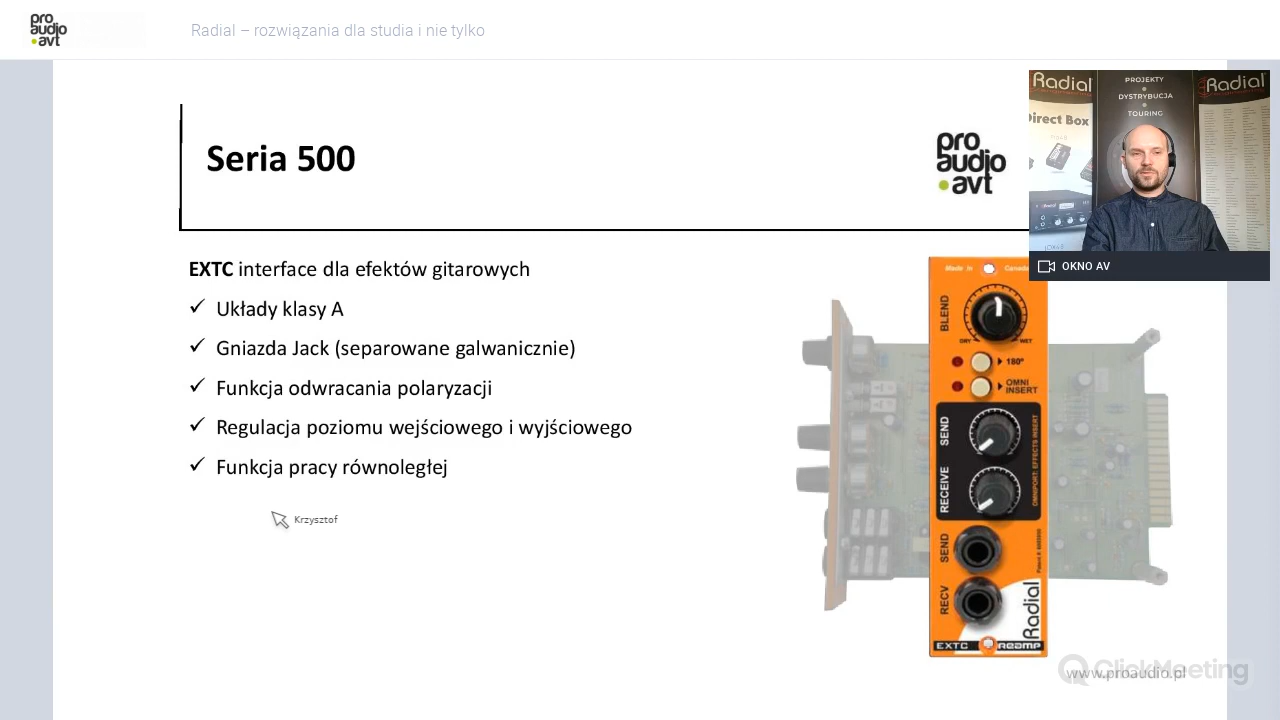 pro
audio
.avt
Radial – rozwiązania dla studia i nie tylko
Seria 500
pro
audio
.avt
Radial
PROJEKTY
DYSTRYBUCJA
TOURING
Radial
Direct Box
OKNO AV
EXTC interface dla efektów gitarowych
✓ Układy klasy A
✓ Gniazda Jack (separowane galwanicznie)
✓ Funkcja odwracania polaryzacji
✓ Regulacja poziomu wejściowego i wyjściowego
✓ Funkcja pracy równoległej
Krzysztof
Made in Canada
BLEND
DRY WET
180°
OMNI
INSERT
SEND
RECEIVE
OMNIPORT: EFFECTS INSERT
SEND
RECV
Radial
EXTC REAMP
ClickMeeting
www.proaudio.pl